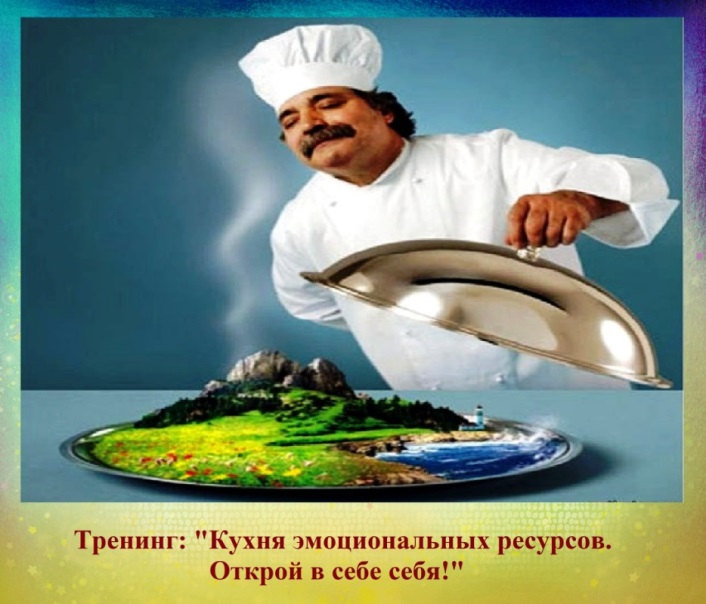 Тренинг: "Кухня эмоциональных ресурсов.
Открой в себе себя!"